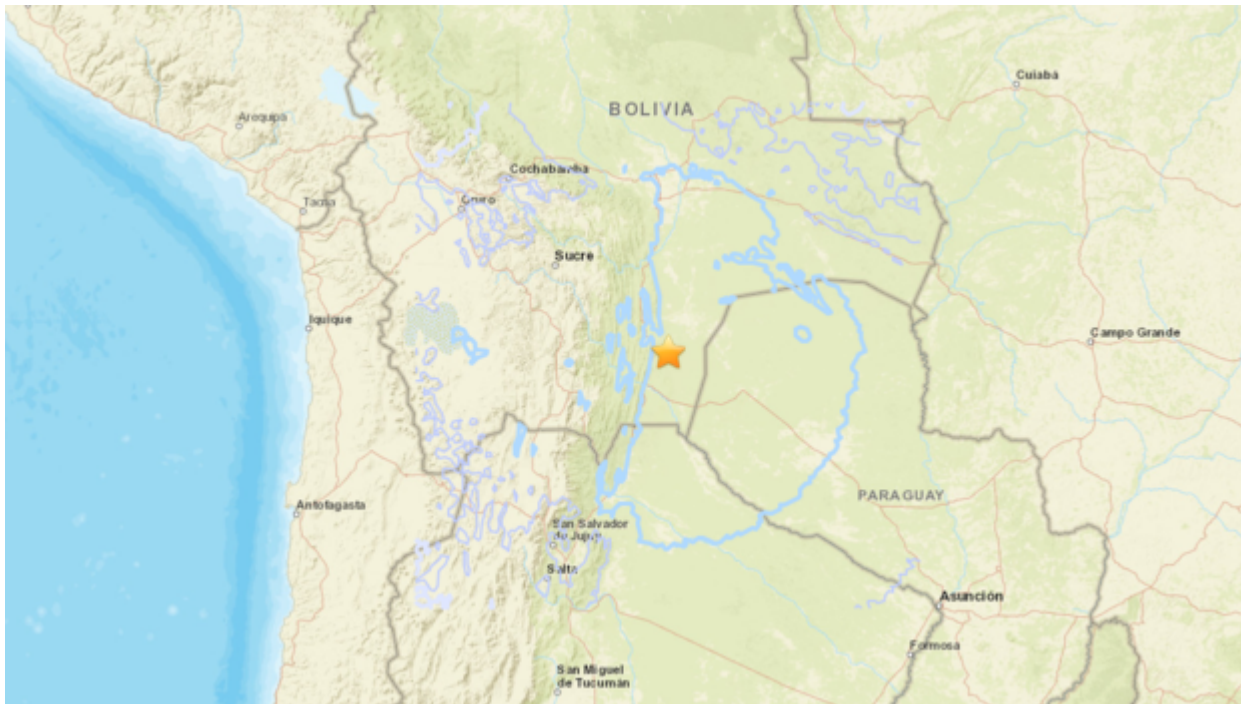 Cuiabá
BOLIVIA
Arequipa
Cochabamba
Tacna
Oruro
Sucre
Iquique
Campo Grande
PARAGUAY
Antofagasta
San Salvador
de Jujuy
Salta
Asunción
Formosa
San Miguel
de Tucumán